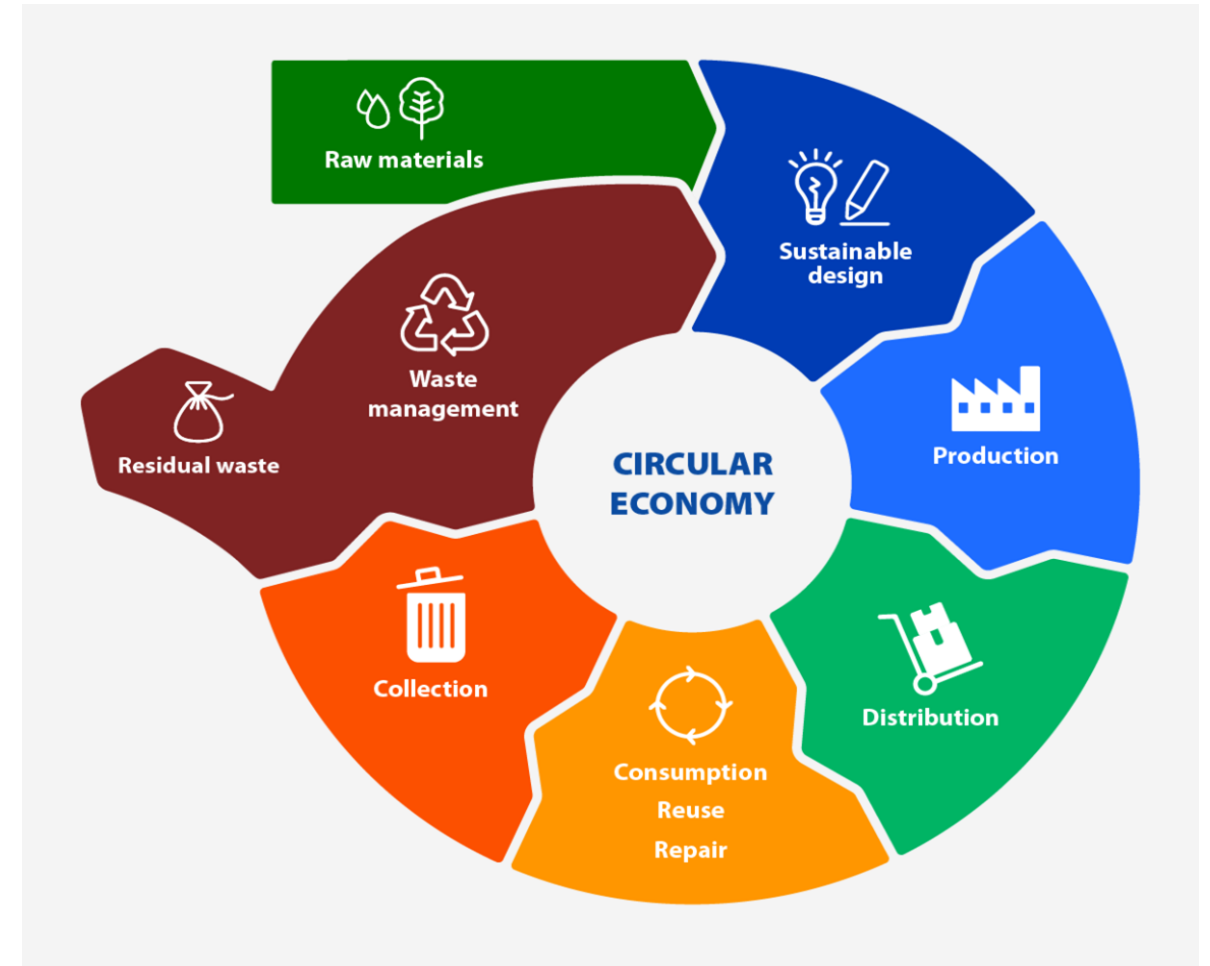 Raw materials
Sustainable
design
Production
Distribution
Consumption
Reuse
Repair
Collection
Waste
management
Residual waste
CIRCULAR
ECONOMY